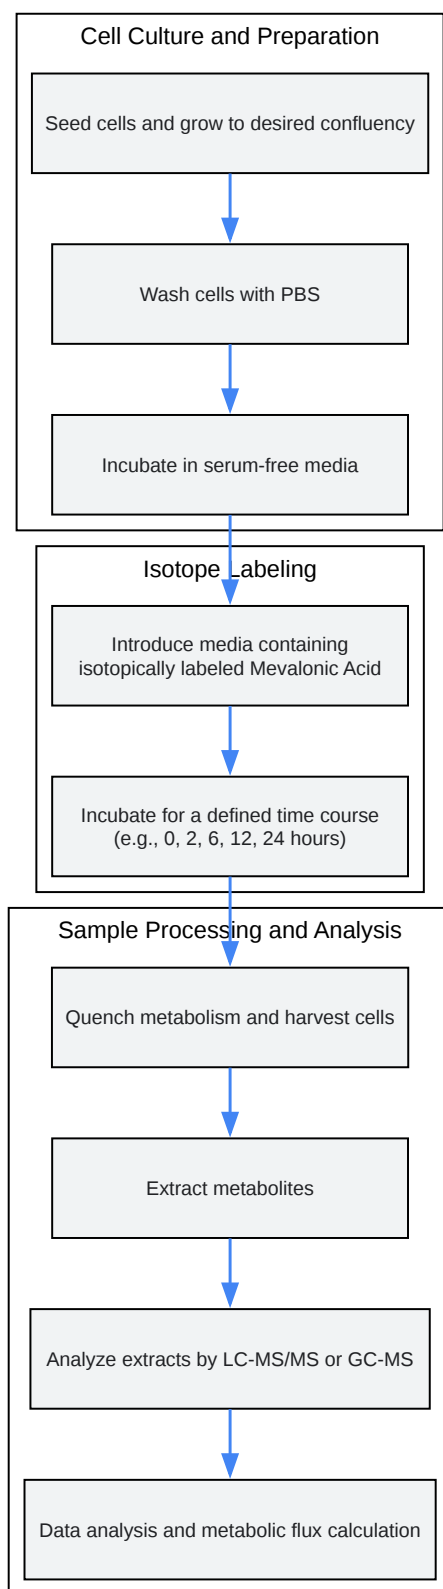 Cell Culture and Preparation
Seed cells and grow to desired confluency
Wash cells with PBS
Incubate in serum-free media
Isotope Labeling
Introduce media containing
isotopically labeled Mevalonic Acid
Incubate for a defined time course
(e.g., 0, 2, 6, 12, 24 hours)
Sample Processing and Analysis
Quench metabolism and harvest cells
Extract metabolites
Analyze extracts by LC-MS/MS or GC-MS
Data analysis and metabolic flux calculation